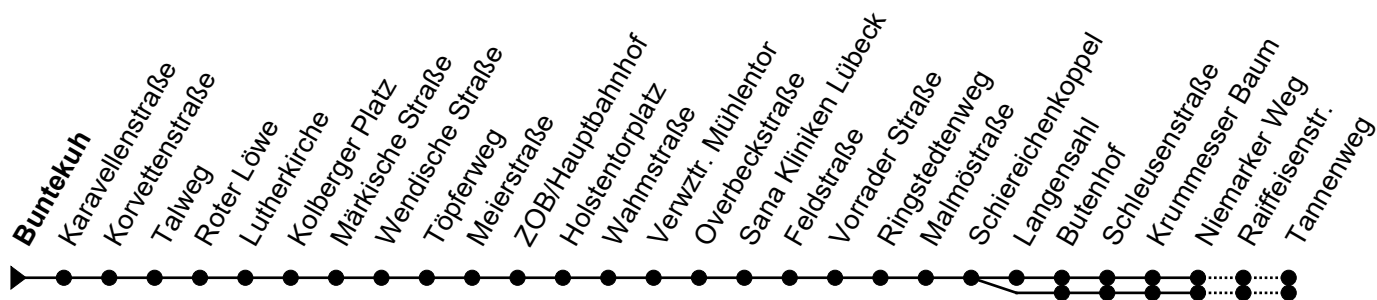 Buntekuh
Karavellenstraße
Korvettenstraße
Talweg
Roter Löwe
Lutherkirche
Kolberger Platz
Märkische Straße
Wendische Straße
Töpferweg
Meierstraße
ZOB/Hauptbahnhof
Holstentorplatz
Wahmstraße
Verwztr. Mühlentor
Overbeckstraße
Sana Kliniken Lübeck
Feldstraße
Vorrader Straße
Ringstedtenweg
Malmöstraße
Schiereichenkoppel
Langensahl
Butenhof
Schleusenstraße
Krummesser Baum
Niemarker Weg
Raiffeisenstr.
Tannenweg